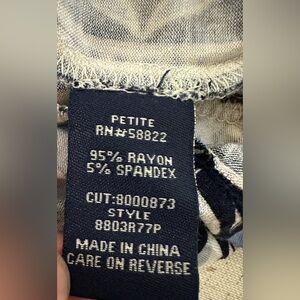 PETITE
RN#58822
95% RAYON
5% SPANDEX
CUT:8000873
STYLE
8803R77P
MADE IN CHINA
CARE ON REVERSE